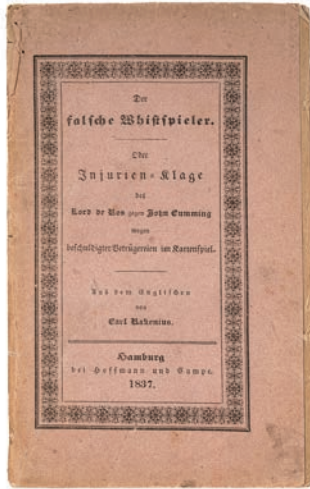 Der
falsche Whistspieler.
Oder
Injurien-Klage
des
Lord de Ros gegen John Cumming
wegen
beschuldigter Betrügereien im Kartenspiel.
Aus dem Englischen
von
Carl Rakenius.
Hamburg
bei Hoffmann und Campe.
1837.